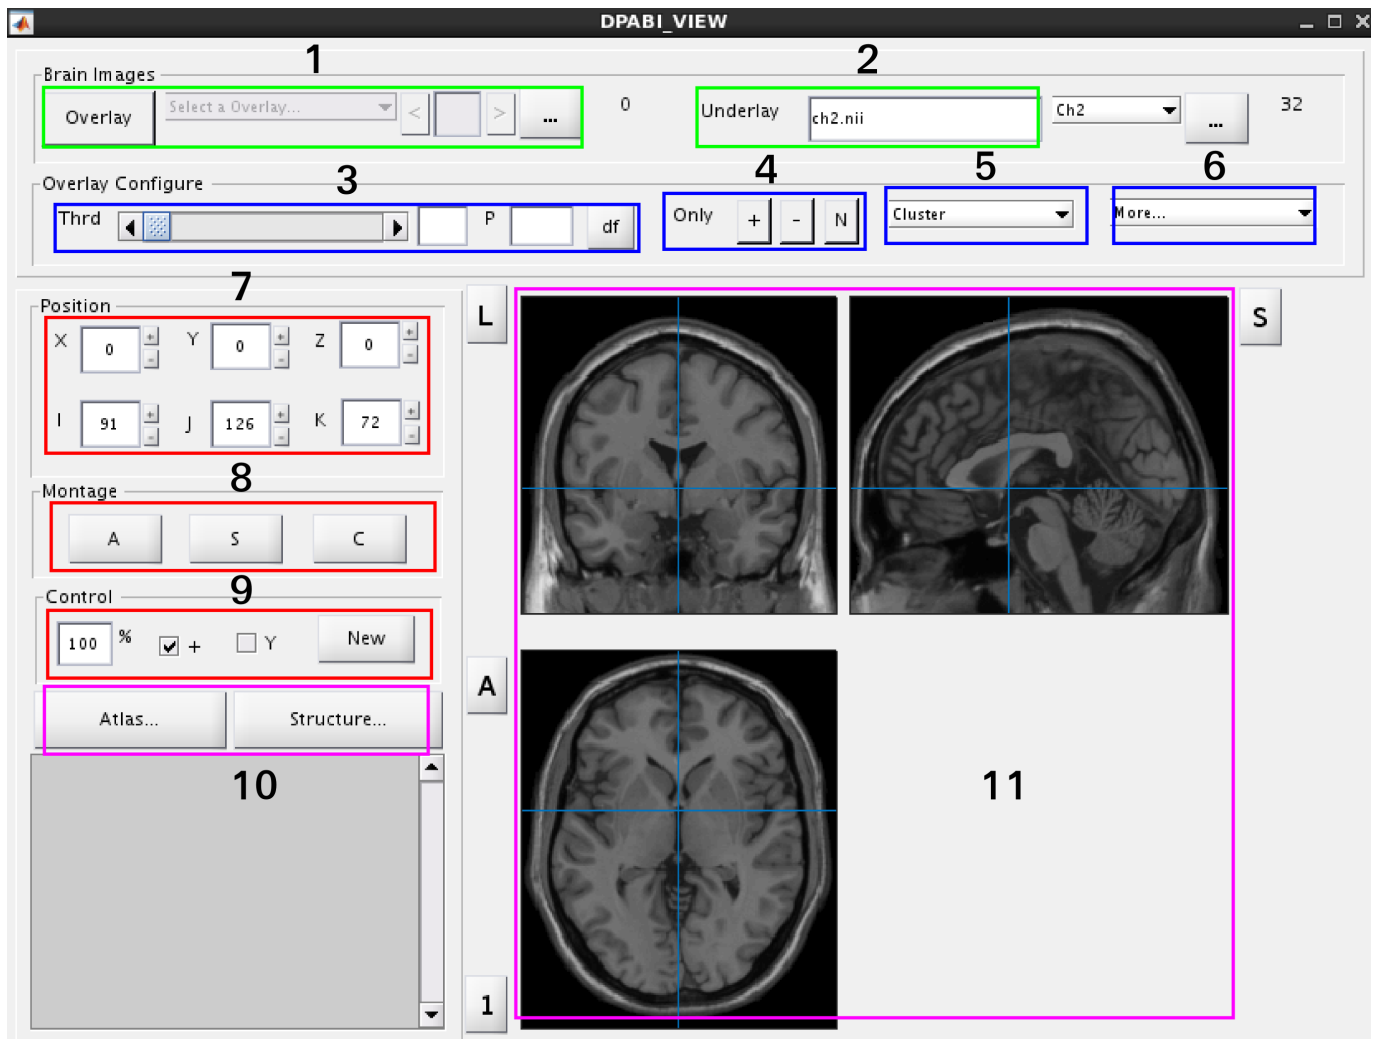 DPABI_VIEW
1
2
Brain Images
Overlay
Select a Overlay...
<
>
...
0
Underlay
ch2.nii
Ch2
...
32
Overlay Configure
3
4
5
6
Thrd
P
df
Only
+
-
N
Cluster
More...
7
Position
X 0 + - Y 0 + - Z 0 + -
I 91 + - J 126 + - K 72 + -
8
Montage
A S C
9
Control
100 % + Y New
Atlas... Structure...
10
L
S
A
11
1